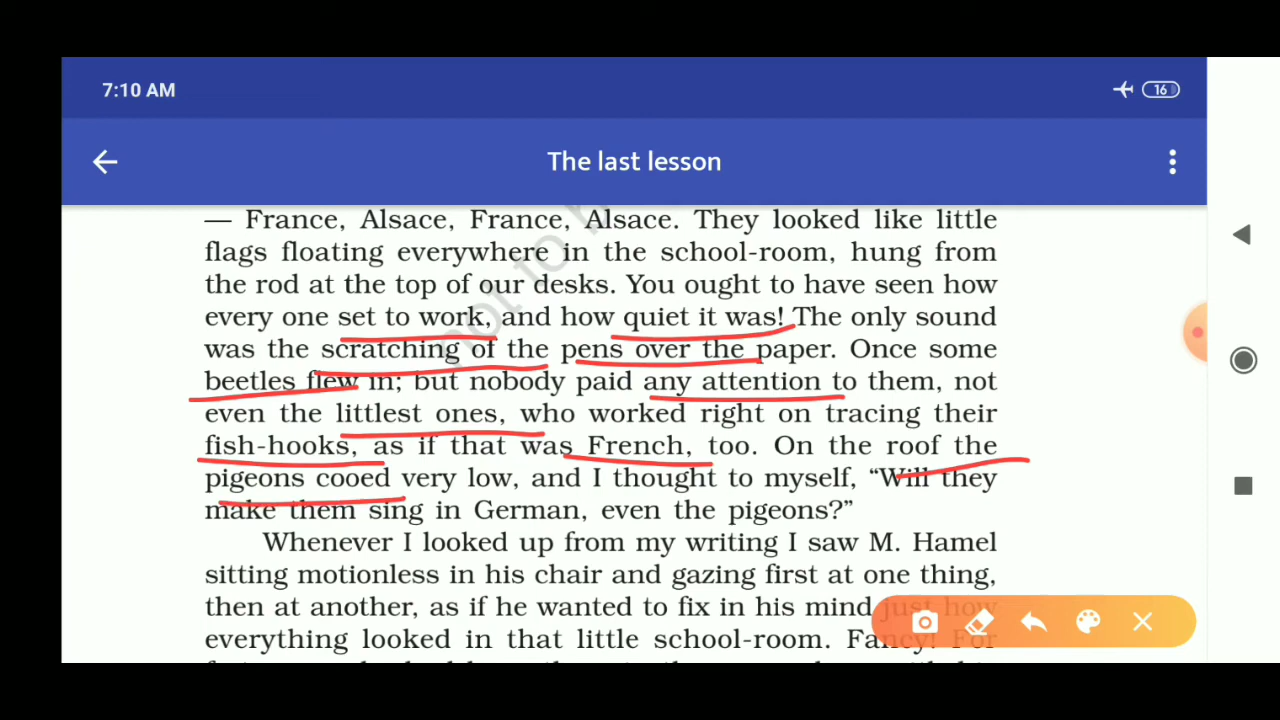 7:10 AM
16
The last lesson
— France, Alsace, France, Alsace. They looked like little
flags floating everywhere in the school-room, hung from
the rod at the top of our desks. You ought to have seen how
every one set to work, and how quiet it was! The only sound
was the scratching of the pens over the paper. Once some
beetles flew in; but nobody paid any attention to them, not
even the littlest ones, who worked right on tracing their
fish-hooks, as if that was French, too. On the roof the
pigeons cooed very low, and I thought to myself, “Will they
make them sing in German, even the pigeons?”
Whenever I looked up from my writing I saw M. Hamel
sitting motionless in his chair and gazing first at one thing,
then at another, as if he wanted to fix in his mind just how
everything looked in that little school-room. Fancy! For
not to b